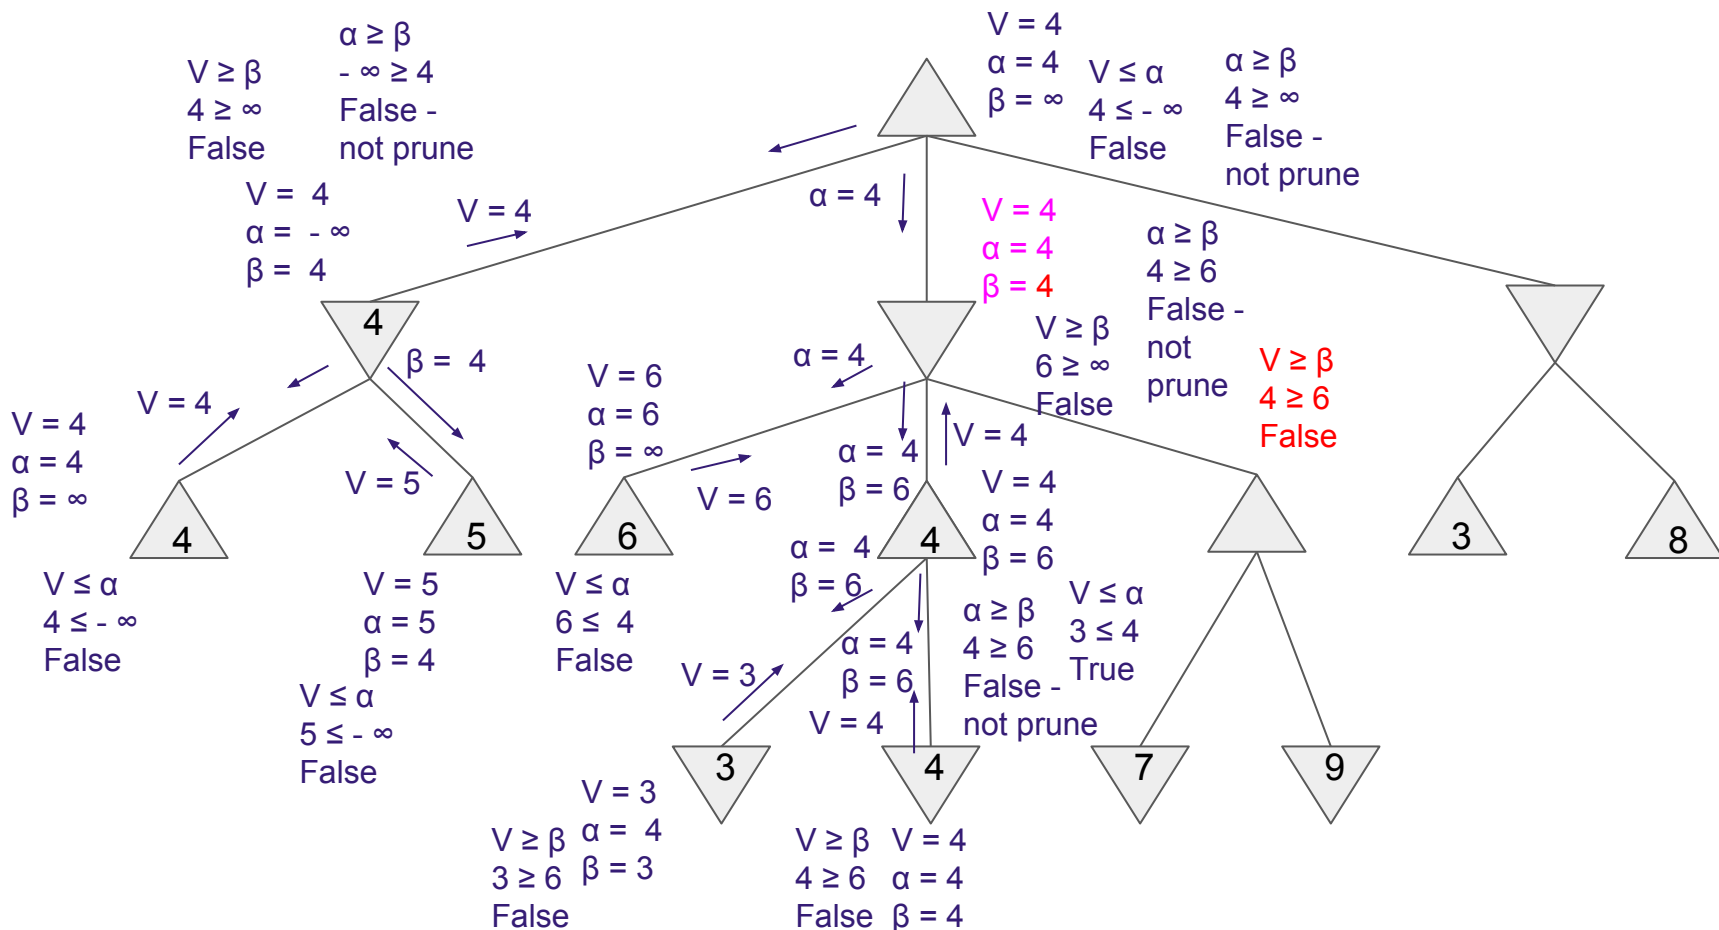 V = 4
α = 4
β = ∞
V ≤ α
4 ≤ - ∞
False
α ≥ β
4 ≥ ∞
False -
not prune
α ≥ β
- ∞ ≥ 4
False -
not prune
V ≥ β
4 ≥ ∞
False
V = 4
α = - ∞
β = 4
V = 4
α = 4
V = 4
α = 4
β = 4
α ≥ β
4 ≥ 6
False -
not
prune
V ≥ β
6 ≥ ∞
False
V ≥ β
4 ≥ 6
False
4
β = 4
V = 4
V = 4
α = 4
β = ∞
V = 5
4
5
V ≤ α
4 ≤ - ∞
False
V = 5
α = 5
β = 4
V ≤ α
5 ≤ - ∞
False
α = 4
V = 6
α = 6
β = ∞
V = 6
6
V ≤ α
6 ≤ 4
False
α = 4
β = 6
V = 4
V = 4
α = 4
β = 6
4
α = 4
β = 6
α = 4
β = 6
V = 3
V = 4
α ≥ β
4 ≥ 6
False -
not prune
V ≤ α
3 ≤ 4
True
3
8
3
4
7
9
V = 3
α = 4
β = 3
V ≥ β
3 ≥ 6
False
V ≥ β
4 ≥ 6
False
V = 4
α = 4
β = 4